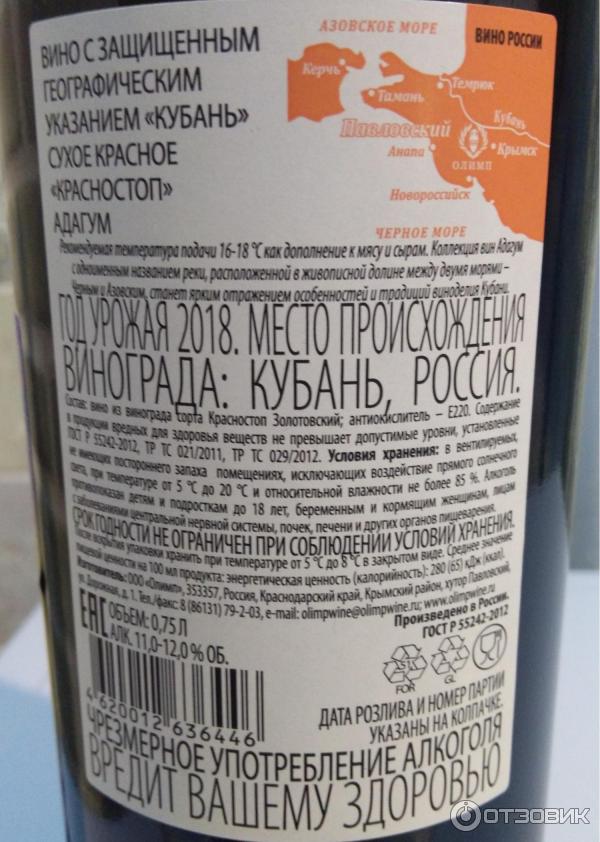 ВИНО С ЗАЩИЩЕННЫМ
ГЕОГРАФИЧЕСКИМ
УКАЗАНИЕМ «КУБАНЬ»
СУХОЕ КРАСНОЕ
«КРАСНОСТОП»
АДАГУМ
АЗОВСКОЕ МОРЕ
ВИНО РОССИИ
Керчь
Темрюк
Тамань
Кубань
Павловский
Крымск
Анапа
ОЛИМП
Новороссийск
ЧЕРНОЕ МОРЕ
Рекомендуемая температура подачи 16-18 °С как дополнение к мясу и сырам. Коллекция вин Адагум
с одноименным названием реки, расположенной в живописной долине между двумя морями –
Черным и Азовским, станет ярким отражением особенностей и традиций виноделия Кубани.
ГОД УРОЖАЯ 2018. МЕСТО ПРОИСХОЖДЕНИЯ
ВИНОГРАДА: КУБАНЬ, РОССИЯ.
Состав: вино из винограда сорта Красностоп Золотовский; антиокислитель – Е220. Содержание
в продукции вредных для здоровья веществ не превышает допустимые уровни, установленные
ГОСТ Р 55242-2012, ТР ТС 021/2011, ТР ТС 029/2012. Условия хранения: в вентилируемых,
не имеющих постороннего запаха помещениях, исключающих воздействие прямого солнечного
света, при температуре от 5 °С до 20 °С и относительной влажности не более 85 %. Алкоголь
противопоказан детям и подросткам до 18 лет, беременным и кормящим женщинам, лицам
с заболеваниями центральной нервной системы, почек, печени и других органов пищеварения.
СРОК ГОДНОСТИ НЕ ОГРАНИЧЕН ПРИ СОБЛЮДЕНИИ УСЛОВИЙ ХРАНЕНИЯ.
После вскрытия упаковки хранить при температуре от 5 °С до 8 °С в закрытом виде. Среднее значение
пищевой ценности на 100 мл продукта: энергетическая ценность (калорийность): 280 (65) кДж (ккал).
Изготовитель: ООО «Олимп», 353357, Россия, Краснодарский край, Крымский район, хутор Павловский,
ул. Дорожная, д. 1. Тел./факс: 8 (86131) 79-2-03, e-mail: olimpwine@olimpwine.ru, www.olimpwine.ru
Произведено в России.
ГОСТ Р 55242-2012
EAC
ОБЪЕМ: 0,75 Л
АЛК. 11,0-12,0 % ОБ.
FOR
GL
4620012636446
ДАТА РОЗЛИВА И НОМЕР ПАРТИИ
УКАЗАНЫ НА КОЛПАЧКЕ.
ЧРЕЗМЕРНОЕ УПОТРЕБЛЕНИЕ АЛКОГОЛЯ
ВРЕДИТ ВАШЕМУ ЗДОРОВЬЮ
ОТЗОВИК